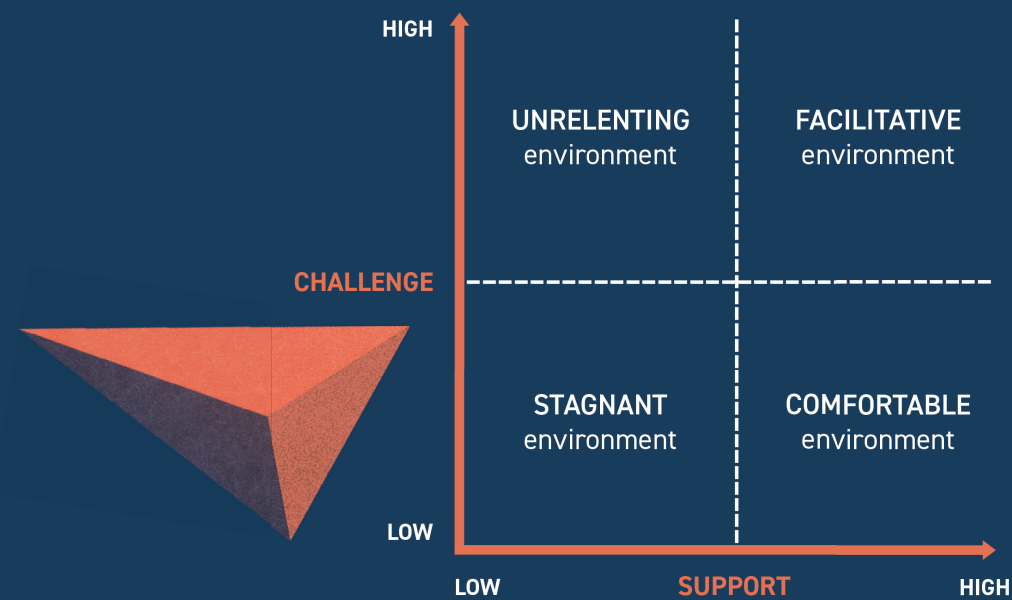 HIGH
UNRELENTING
environment
FACILITATIVE
environment
CHALLENGE
STAGNANT
environment
COMFORTABLE
environment
LOW
LOW
SUPPORT
HIGH